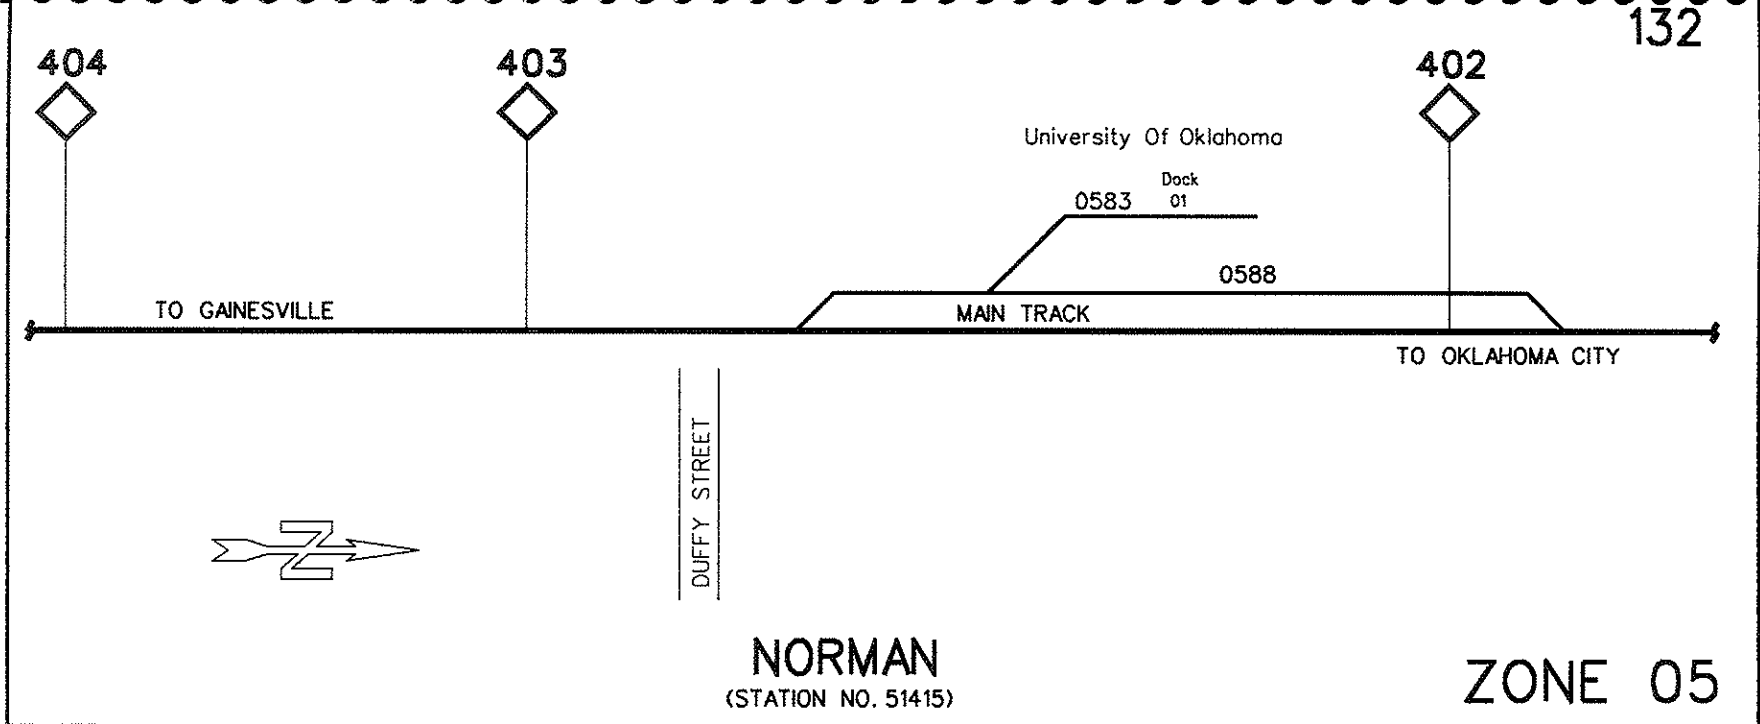 132
404
403
402
University Of Oklahoma
Dock
0583 01
0588
TO GAINESVILLE
MAIN TRACK
TO OKLAHOMA CITY
DUFFY STREET
N
NORMAN
(STATION NO. 51415)
ZONE 05